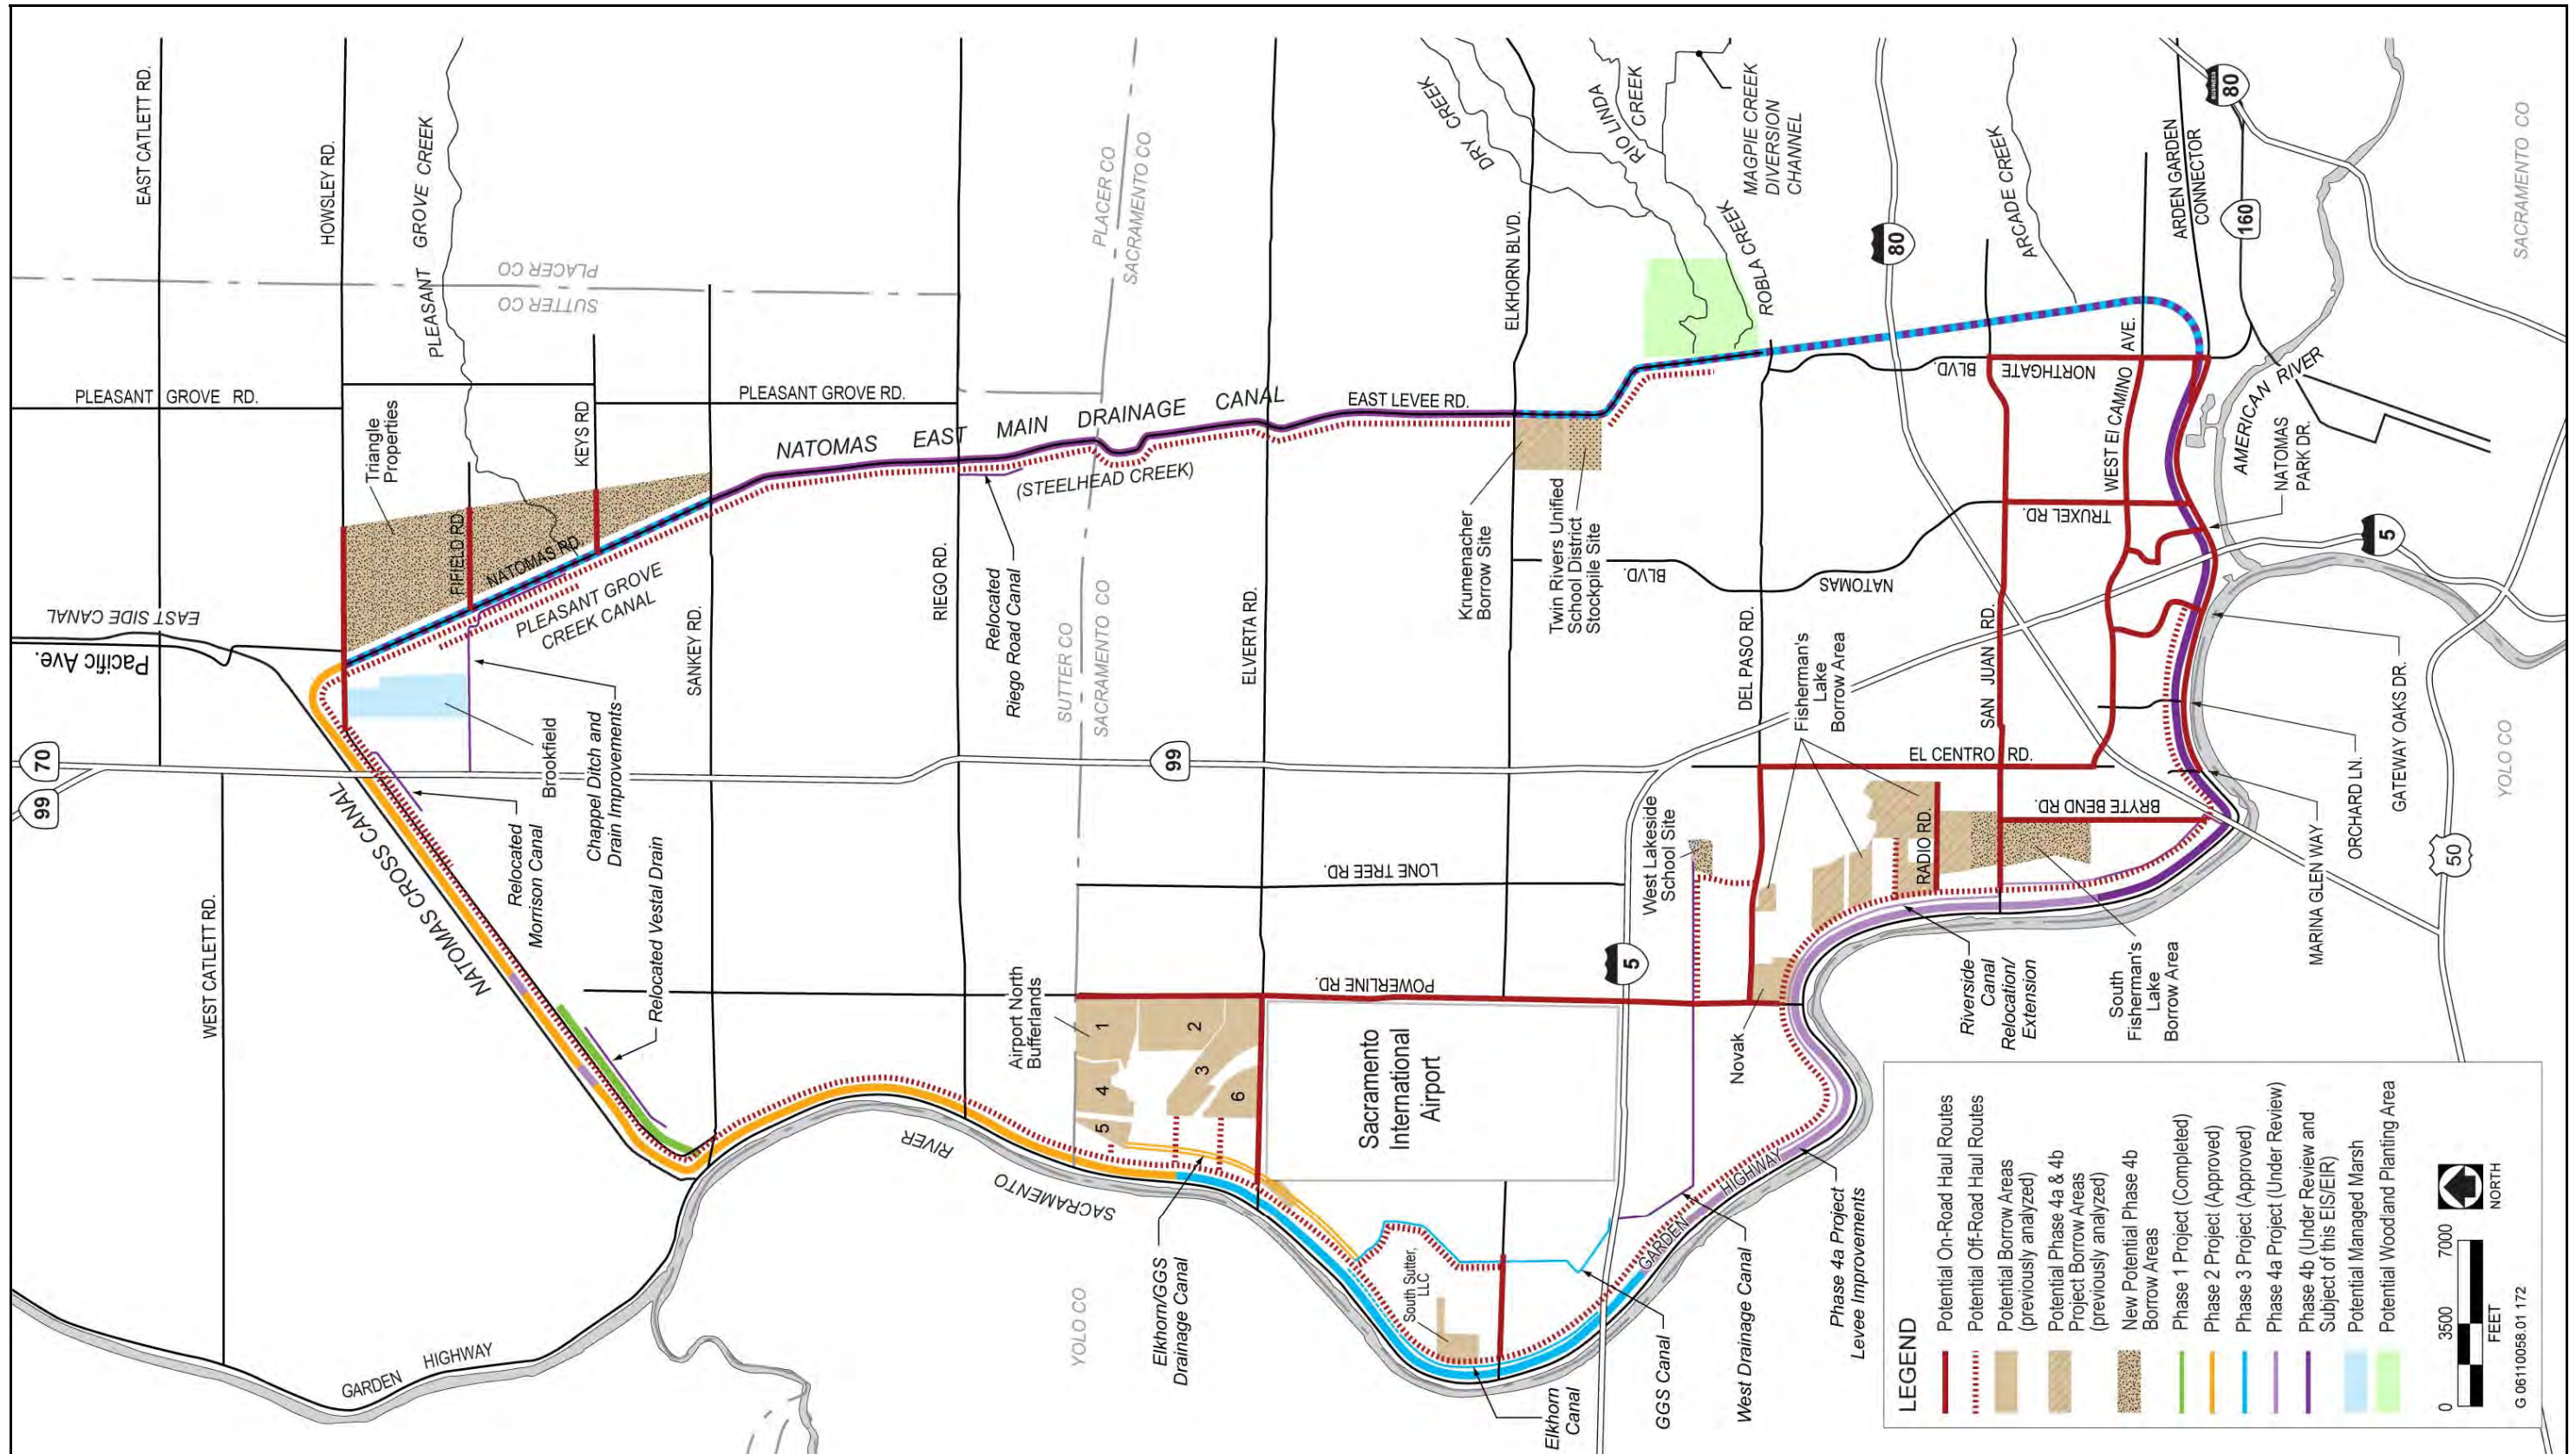 EAST CATLETT RD.
EAST CATLETT RD.
HOWSLEY RD.
PLEASANT GROVE CREEK
PLEASANT GROVE CREEK
PLACER CO
SUTTER CO
PLACER CO
SACRAMENTO CO
DRY CREEK
DRY CREEK
RIO LINDA
CREEK
MAGPIE CREEK
DIVERSION
CHANNEL
ROBLA CREEK
ELKHORN BLVD.
80
ARCADE CREEK
ARDEN GARDEN
CONNECTOR
BUSINESS
80
160
SACRAMENTO CO
PLEASANT GROVE RD.
Triangle
Properties
KEYS RD
PLEASANT GROVE RD.
NATOMAS EAST MAIN DRAINAGE CANAL
(STEELHEAD CREEK)
EAST LEVEE RD.
BLVD.
NORTHGATE
WEST El CAMINO
AVE.
AMERICAN RIVER
NATOMAS
PARK DR.
TRUXEL RD.
FIFIELD RD.
NATOMAS RD.
PLEASANT GROVE
CREEK CANAL
EAST SIDE CANAL
Pacific Ave.
SANKEY RD.
RIEGO RD.
Relocated
Riego Road Canal
SUTTER CO
SACRAMENTO CO
ELVERTA RD.
Krumenacher
Borrow Site
Twin Rivers Unified
School District
Stockpile Site
BLVD.
NATOMAS
DEL PASO RD.
SAN JUAN RD.
5
70
99
Brookfield
Chappel Ditch and
Drain Improvements
99
Fisherman's
Lake
Borrow Area
EL CENTRO RD.
BRYTE BEND RD.
RADIO RD.
West Lakeside
School Site
MARINA GLEN WAY
ORCHARD LN.
GATEWAY OAKS DR.
YOLO CO
50
NATOMAS CROSS CANAL
Relocated
Morrison Canal
Relocated Vestal Drain
WEST CATLETT RD.
LONE TREE RD.
POWERLINE RD.
5
Airport North
Bufferlands
1
2
3
4
5
6
Sacramento
International
Airport
Novak
Riverside
Canal
Relocation/
Extension
South
Fisherman's
Lake
Borrow Area
SACRAMENTO
RIVER
YOLO CO
Elkhorn/GGS
Drainage Canal
South Sutter,
LLC
GARDEN HIGHWAY
Elkhorn
Canal
GGS Canal
West Drainage Canal
Phase 4a Project
Levee Improvements
GARDEN HIGHWAY
LEGEND
Potential On-Road Haul Routes
Potential Off-Road Haul Routes
Potential Borrow Areas
(previously analyzed)
Potential Phase 4a & 4b
Project Borrow Areas
(previously analyzed)
New Potential Phase 4b
Borrow Areas
Phase 1 Project (Completed)
Phase 2 Project (Approved)
Phase 3 Project (Approved)
Phase 4a Project (Under Review)
Phase 4b (Under Review and
Subject of this EIS/EIR)
Potential Managed Marsh
Potential Woodland Planting Area
0 3500 7000
FEET
NORTH
G 06110058.01 172